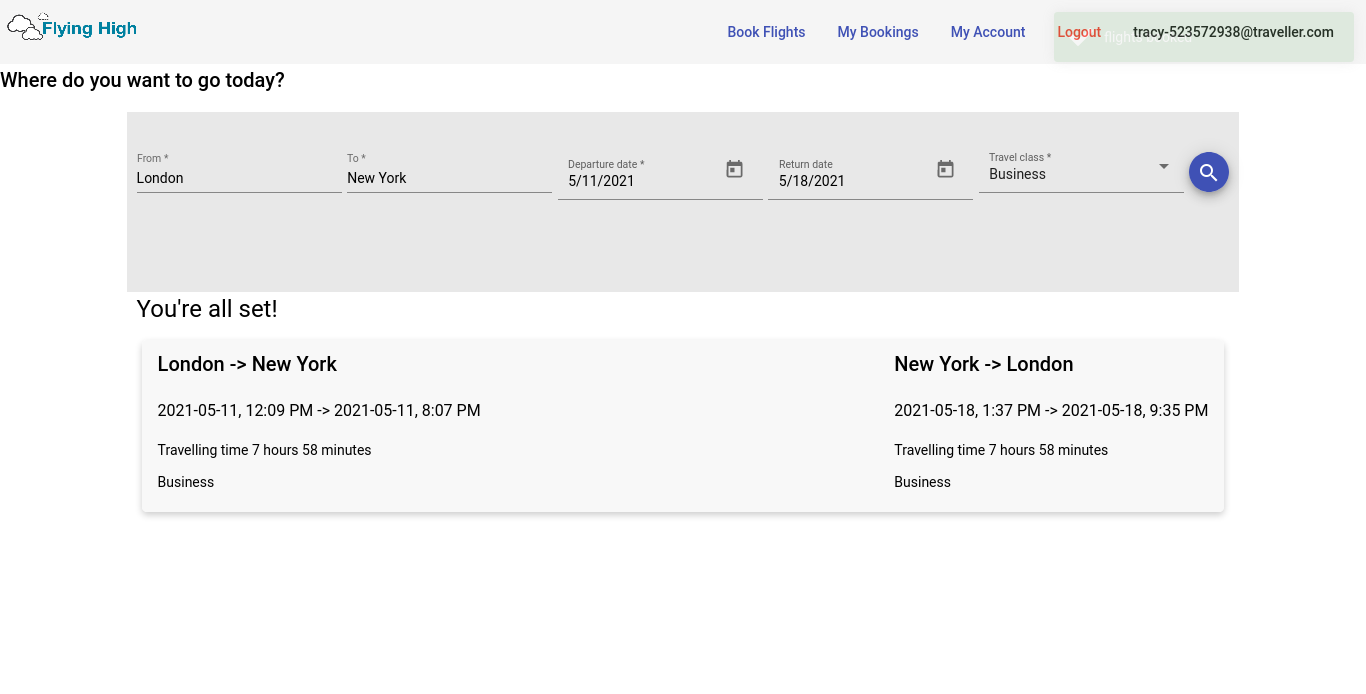 Flying High
Book Flights
My Bookings
My Account
Logout
tracy-523572938@traveller.com
Where do you want to go today?
From *
London
To *
New York
Departure date *
5/11/2021
Return date
5/18/2021
Travel class *
Business
You're all set!
London -> New York
2021-05-11, 12:09 PM -> 2021-05-11, 8:07 PM
Travelling time 7 hours 58 minutes
Business
New York -> London
2021-05-18, 1:37 PM -> 2021-05-18, 9:35 PM
Travelling time 7 hours 58 minutes
Business